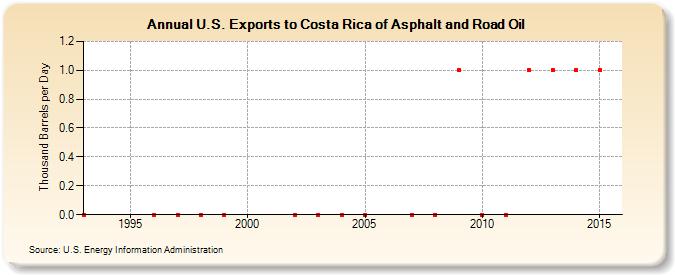 Annual U.S. Exports to Costa Rica of Asphalt and Road Oil
Thousand Barrels per Day
1.2
1.0
0.8
0.6
0.4
0.2
0.0
1995 2000 2005 2010 2015
Source: U.S. Energy Information Administration